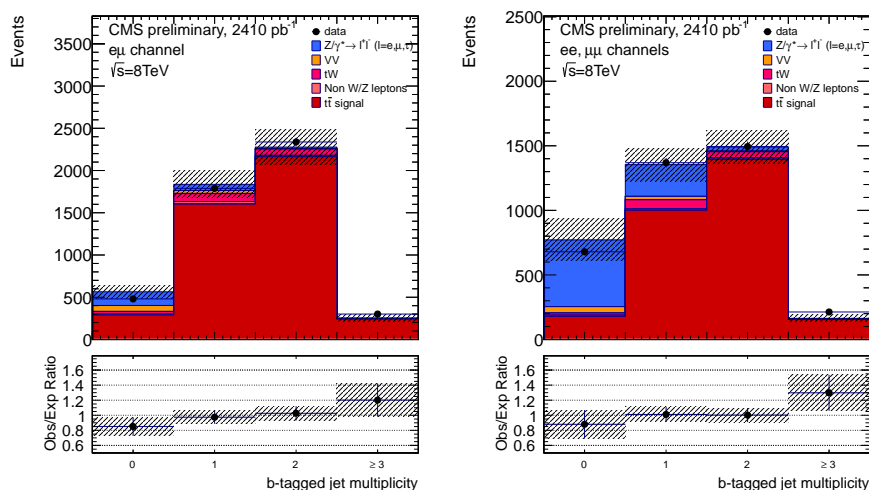 CMS preliminary, 2410 pb⁻¹
eμ channel
√s=8TeV
data
Z/γ*→ l⁺l⁻ (l=e,μ,τ)
VV
tW
Non W/Z leptons
tt̄ signal
Events
3500
3000
2500
2000
1500
1000
500
0
Obs/Exp Ratio
1.6
1.4
1.2
1
0.8
0.6
0 1 2 ≥ 3
b-tagged jet multiplicity
CMS preliminary, 2410 pb⁻¹
ee, μμ channels
√s=8TeV
data
Z/γ*→ l⁺l⁻ (l=e,μ,τ)
VV
tW
Non W/Z leptons
tt̄ signal
Events
2500
2000
1500
1000
500
0
Obs/Exp Ratio
1.6
1.4
1.2
1
0.8
0.6
0 1 2 ≥ 3
b-tagged jet multiplicity